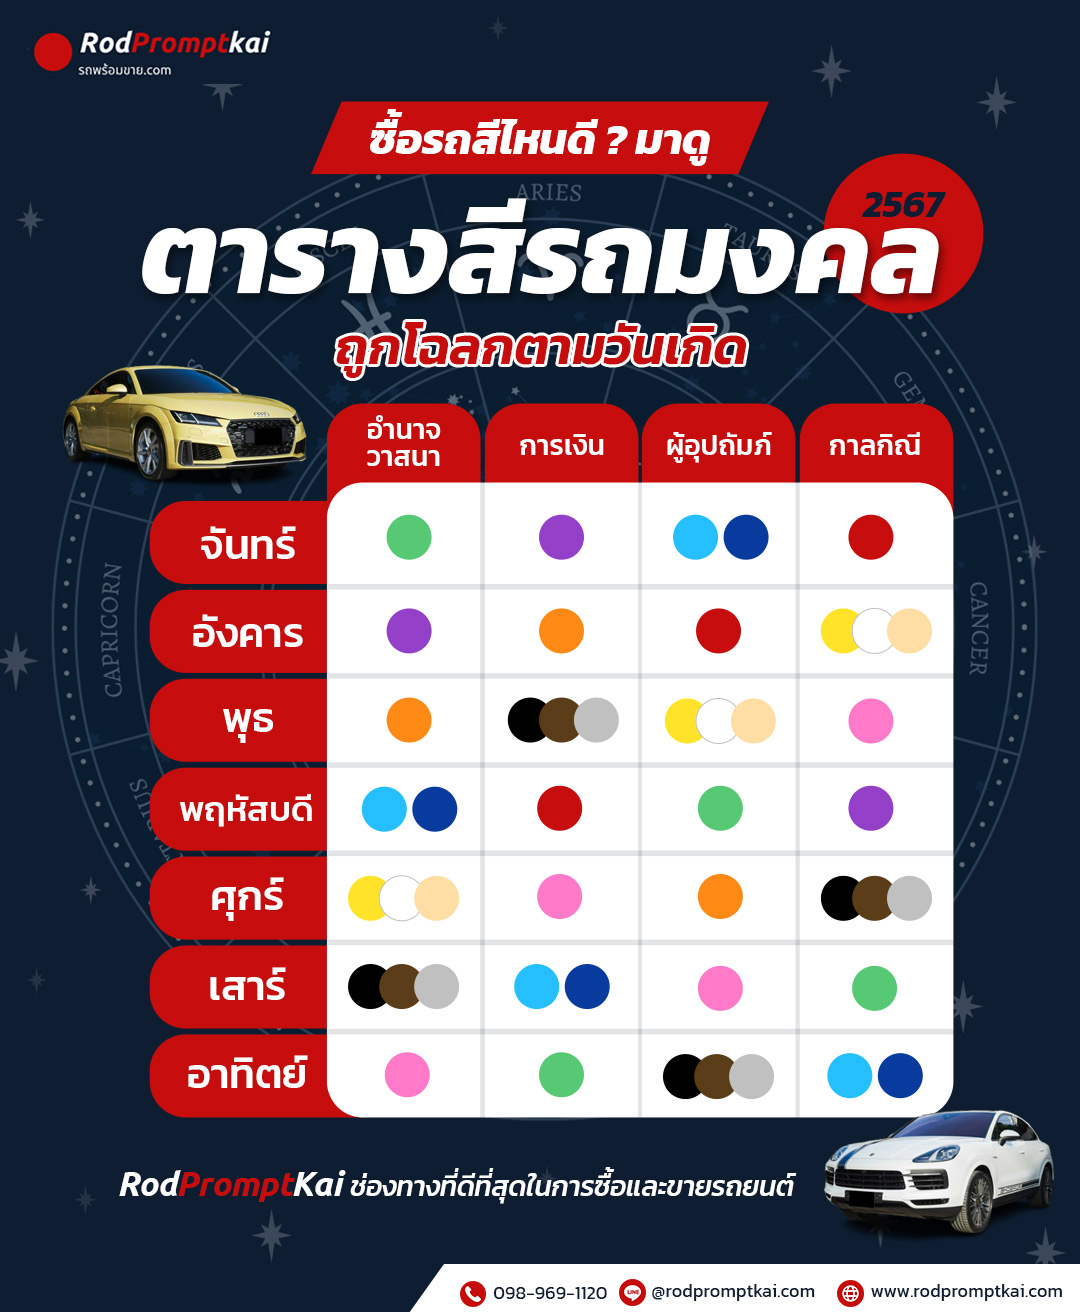 RodPromptkai
รถพร้อมขาย.com
ซื้อรถสีไหนดี ? มาดู
ARIES
TAURUS
2567
ตารางสีรถมงคล
ถูกโฉลกตามวันเกิด
อำนาจ
วาสนา
การเงิน
ผู้อุปถัมภ์
กาลกิณี
จันทร์
อังคาร
พุธ
พฤหัสบดี
ศุกร์
เสาร์
อาทิตย์
CAPRICORN
CANCER
RodPromptKai ช่องทางที่ดีที่สุดในการซื้อและขายรถยนต์
098-969-1120
LINE
@rodpromptkai.com
www.rodpromptkai.com